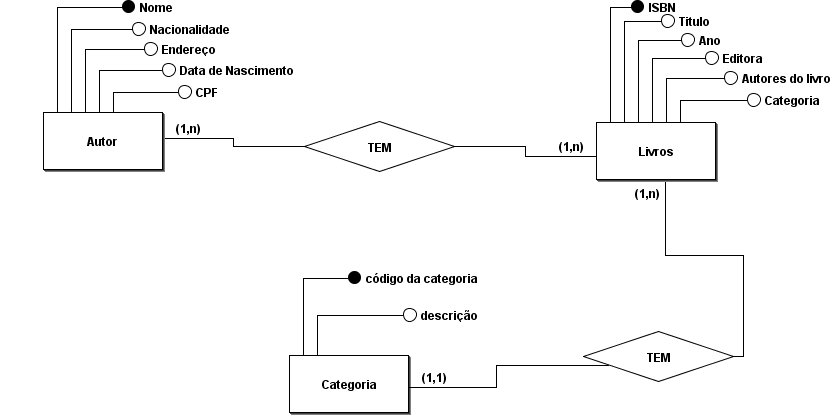 Nome
Nacionalidade
Endereço
Data de Nascimento
CPF
Autor
(1,n)
TEM
(1,n)
ISBN
Titulo
Ano
Editora
Autores do livro
Categoria
Livros
(1,n)
código da categoria
descrição
Categoria
(1,1)
TEM